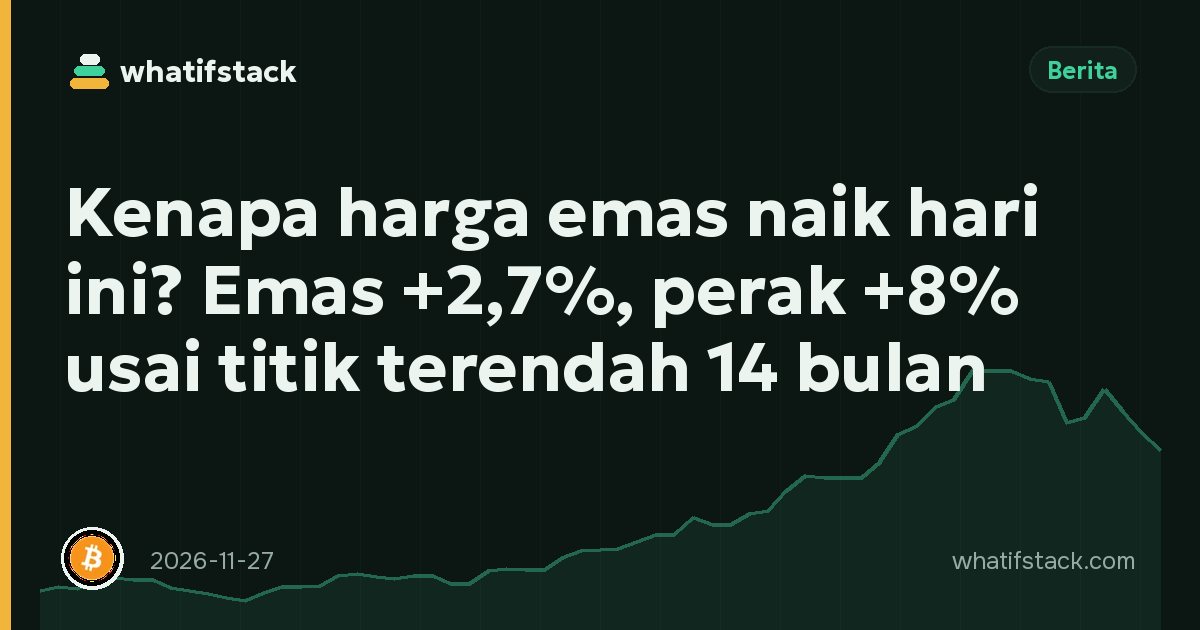 whatifstack
Berita
Kenapa harga emas naik hari
ini? Emas +2,7%, perak +8%
usai titik terendah 14 bulan
2026-11-27
whatifstack.com